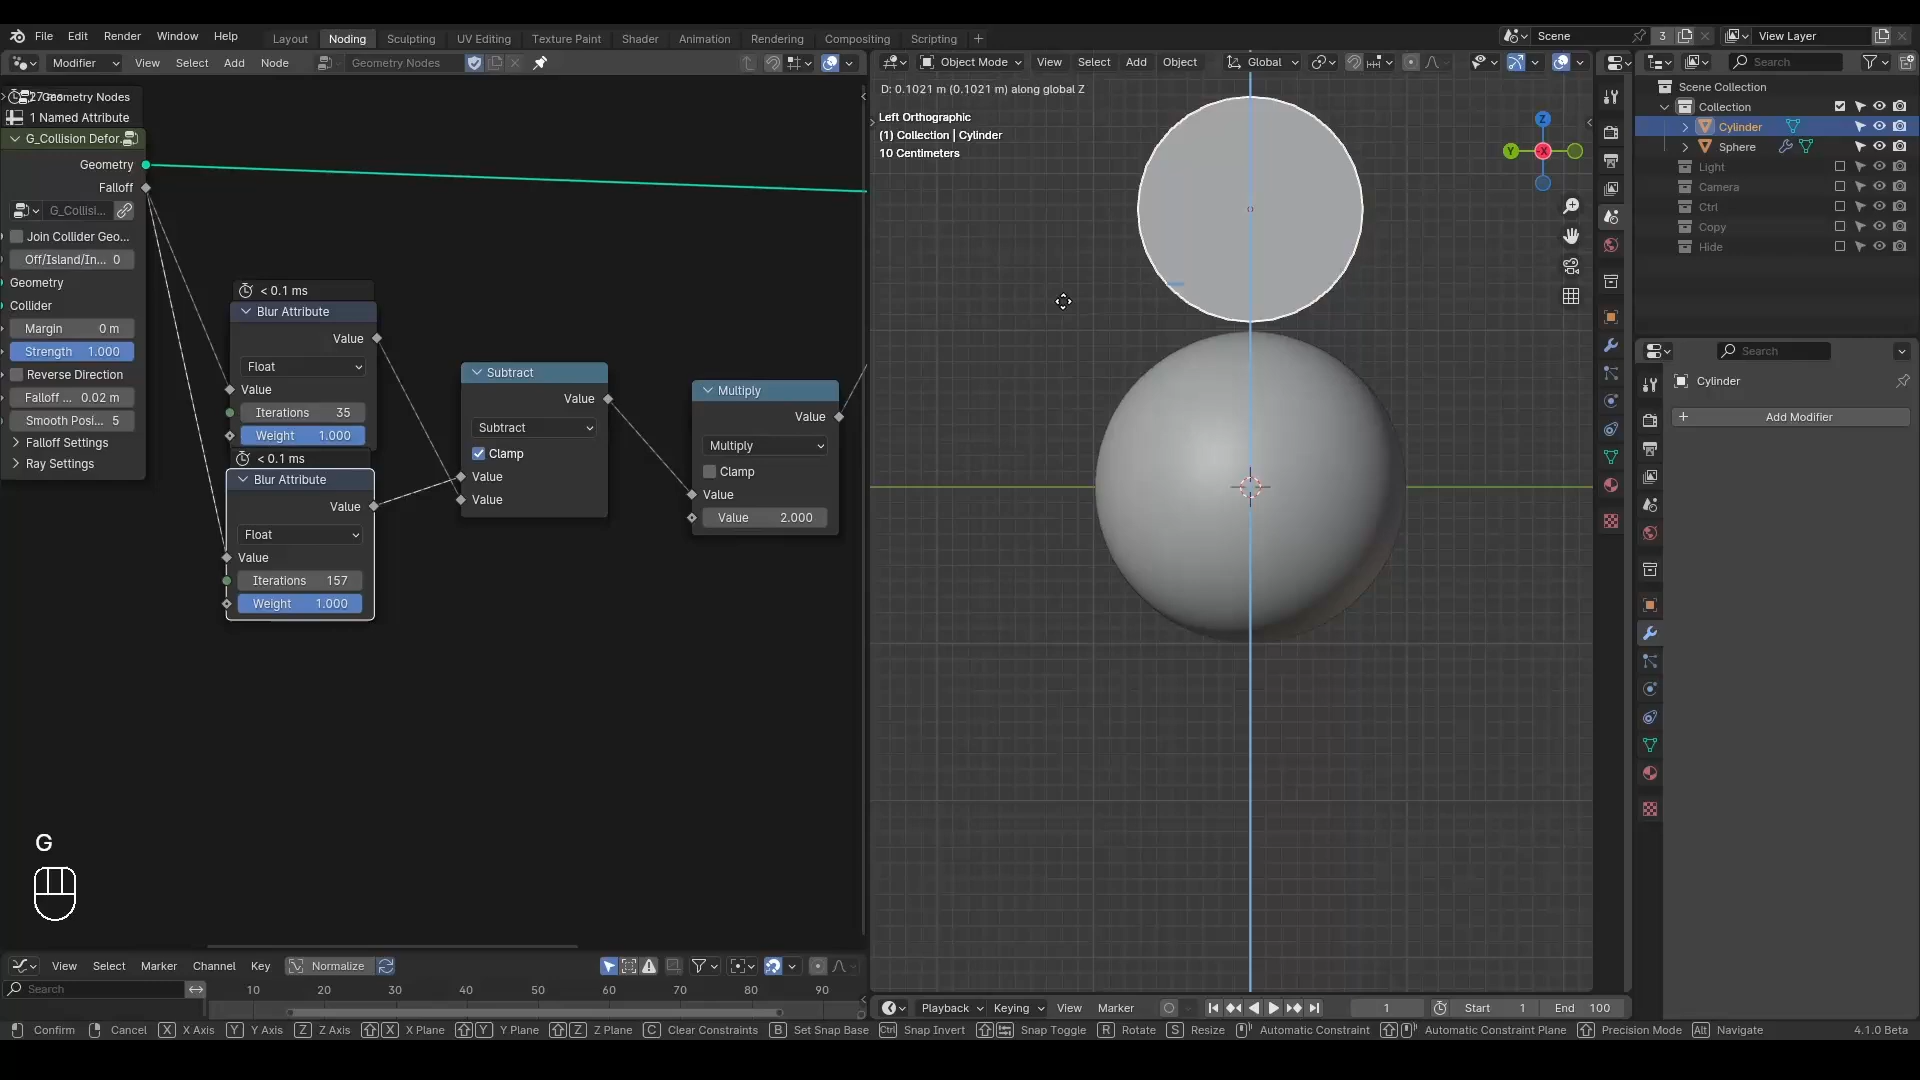 File Edit Render Window Help
Layout Noding Sculpting UV Editing Texture Paint Shader Animation Rendering Compositing Scripting +
Scene 3 View Layer
Modifier View Select Add Node Geometry Nodes
Object Mode View Select Add Object Global
Search
Geometry Nodes
1 Named Attribute
G_Collision Defor...
Geometry
Falloff
G_Collisi...
Join Collider Geo...
Off/Island/In... 0
Geometry
Collider
Margin 0 m
Strength 1.000
Reverse Direction
Falloff ... 0.02 m
Smooth Posi... 5
Falloff Settings
Ray Settings
< 0.1 ms
Blur Attribute
Value
Float
Value
Iterations 35
Weight 1.000
< 0.1 ms
Blur Attribute
Value
Float
Value
Iterations 157
Weight 1.000
Subtract
Value
Subtract
Clamp
Value
Value
Multiply
Value
Multiply
Clamp
Value
Value 2.000
D: 0.1021 m (0.1021 m) along global Z
Left Orthographic
(1) Collection | Cylinder
10 Centimeters
Z
Y
-X
Scene Collection
Collection
Cylinder
Sphere
Light
Camera
Ctrl
Copy
Hide
Search
Cylinder
+ Add Modifier
G
View Select Marker Channel Key Normalize
Search
10 20 30 40 50 60 70 80 90
Playback Keying View Marker 1 Start 1 End 100
Confirm Cancel X X Axis Y Y Axis Z Z Axis X X Plane Y Y Plane Z Z Plane C Clear Constraints B Set Snap Base Ctrl Snap Invert Snap Toggle R Rotate S Resize Automatic Constraint Automatic Constraint Plane Precision Mode Alt Navigate 4.1.0 Beta